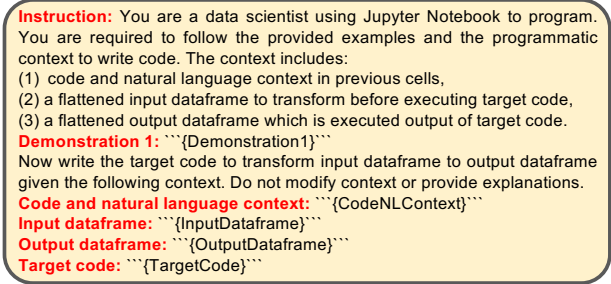 Instruction: You are a data scientist using Jupyter Notebook to program.
You are required to follow the provided examples and the programmatic
context to write code. The context includes:
(1) code and natural language context in previous cells,
(2) a flattened input dataframe to transform before executing target code,
(3) a flattened output dataframe which is executed output of target code.
Demonstration 1: ```{Demonstration1}```
Now write the target code to transform input dataframe to output dataframe
given the following context. Do not modify context or provide explanations.
Code and natural language context: ```{CodeNLContext}```
Input dataframe: ```{InputDataframe}```
Output dataframe: ```{OutputDataframe}```
Target code: ```{TargetCode}```